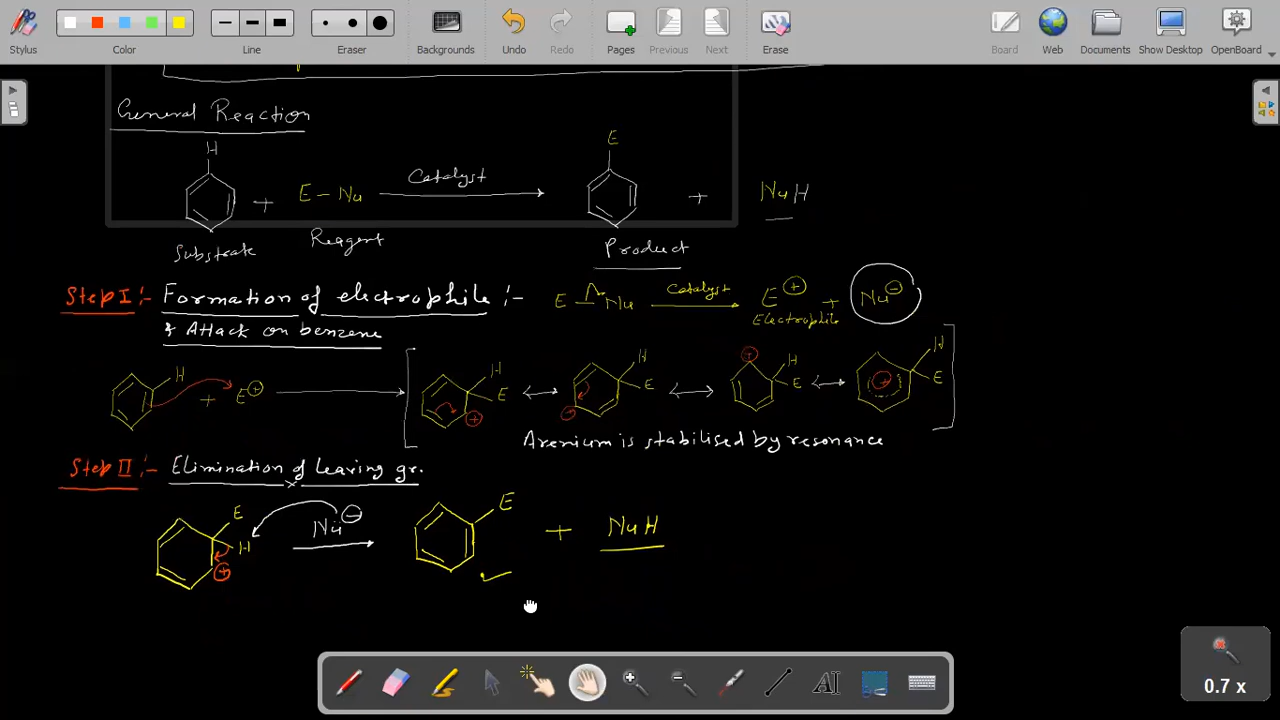 Stylus Color Line Eraser Backgrounds Undo Redo Pages Previous Next Erase Board Web Documents Show Desktop OpenBoard
General Reaction
H E
+ E - Nu Catalyst + NuH
Substrate Reagent Product
Step I :- Formation of electrophile :- E - Nu Catalyst E⊕ + Nu⊖
Electrophile
& Attack on benzene
H + E⊕ H E ⊕ H E ⊕ ⊕ H E ⊕ H E
Arenium is stabilised by resonance
Step II :- Elimination of leaving gr.
E H ⊕ Nü⊖ E + NuH
AI
0.7 x